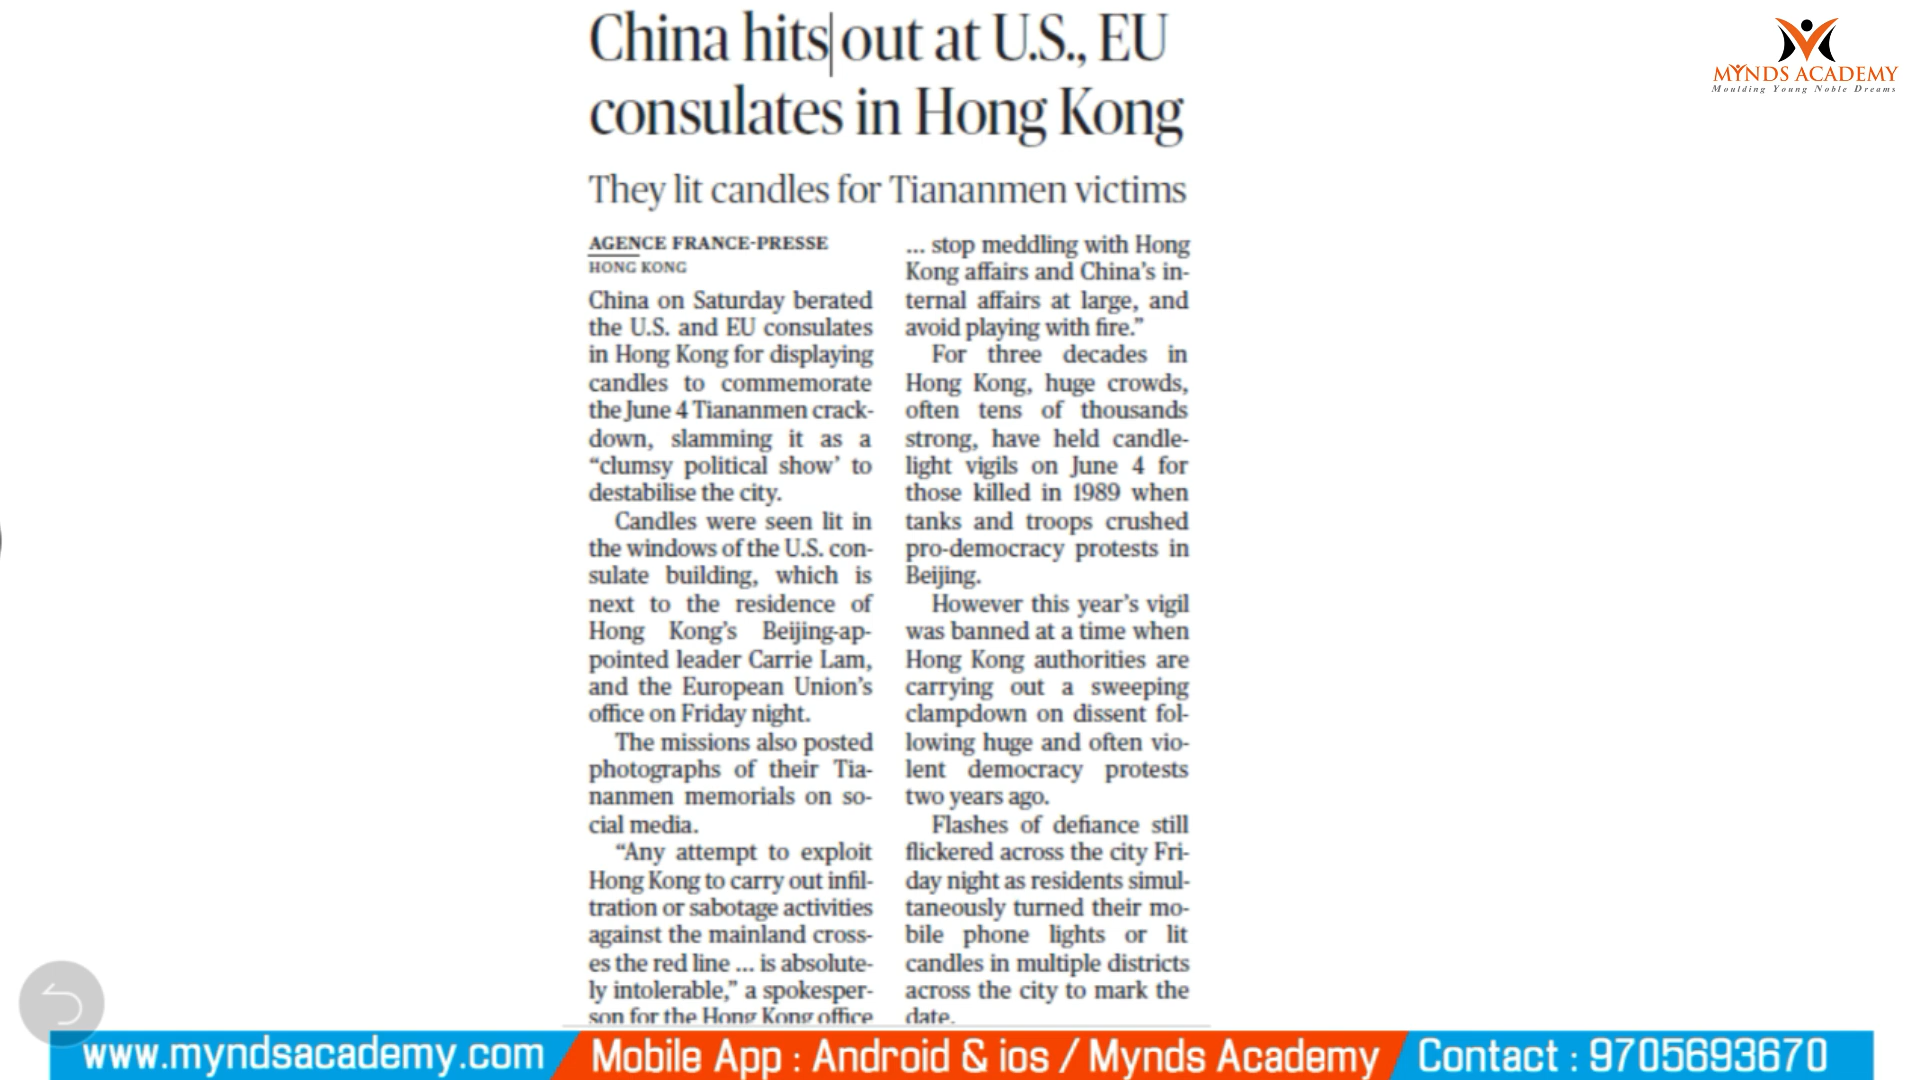 China hits out at U.S., EU
consulates in Hong Kong
They lit candles for Tiananmen victims
AGENCE FRANCE-PRESSE
HONG KONG
China on Saturday berated
the U.S. and EU consulates
in Hong Kong for displaying
candles to commemorate
the June 4 Tiananmen crack-
down, slamming it as a
“clumsy political show’ to
destabilise the city.
Candles were seen lit in
the windows of the U.S. con-
sulate building, which is
next to the residence of
Hong Kong’s Beijing-ap-
pointed leader Carrie Lam,
and the European Union’s
office on Friday night.
The missions also posted
photographs of their Tia-
nanmen memorials on so-
cial media.
“Any attempt to exploit
Hong Kong to carry out infil-
tration or sabotage activities
against the mainland cross-
es the red line ... is absolute-
ly intolerable,” a spokesper-
son for the Hong Kong office
... stop meddling with Hong
Kong affairs and China’s in-
ternal affairs at large, and
avoid playing with fire.”
For three decades in
Hong Kong, huge crowds,
often tens of thousands
strong, have held candle-
light vigils on June 4 for
those killed in 1989 when
tanks and troops crushed
pro-democracy protests in
Beijing.
However this year’s vigil
was banned at a time when
Hong Kong authorities are
carrying out a sweeping
clampdown on dissent fol-
lowing huge and often vio-
lent democracy protests
two years ago.
Flashes of defiance still
flickered across the city Fri-
day night as residents simul-
taneously turned their mo-
bile phone lights or lit
candles in multiple districts
across the city to mark the
date.
MYNDS ACADEMY
Moulding Young Noble Dreams
www.myndsacademy.com
Mobile App : Android & ios / Mynds Academy
Contact : 9705693670